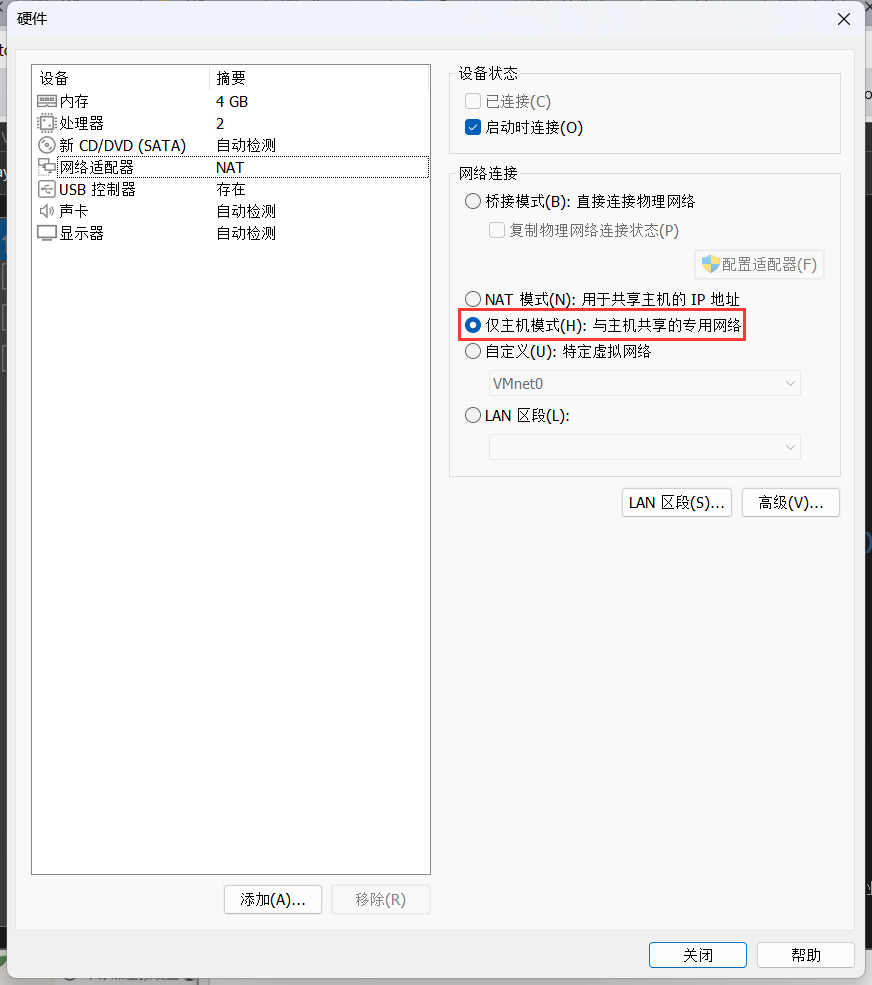 硬件
设备 摘要
内存 4 GB
处理器 2
新 CD/DVD (SATA) 自动检测
网络适配器 NAT
USB 控制器 存在
声卡 自动检测
显示器 自动检测
添加(A)... 移除(R)
设备状态
已连接(C)
启动时连接(O)
网络连接
桥接模式(B): 直接连接物理网络
复制物理网络连接状态(P)
配置适配器(F)
NAT 模式(N): 用于共享主机的 IP 地址
仅主机模式(H): 与主机共享的专用网络
自定义(U): 特定虚拟网络
VMnet0
LAN 区段(L):
LAN 区段(S)... 高级(V)...
关闭 帮助